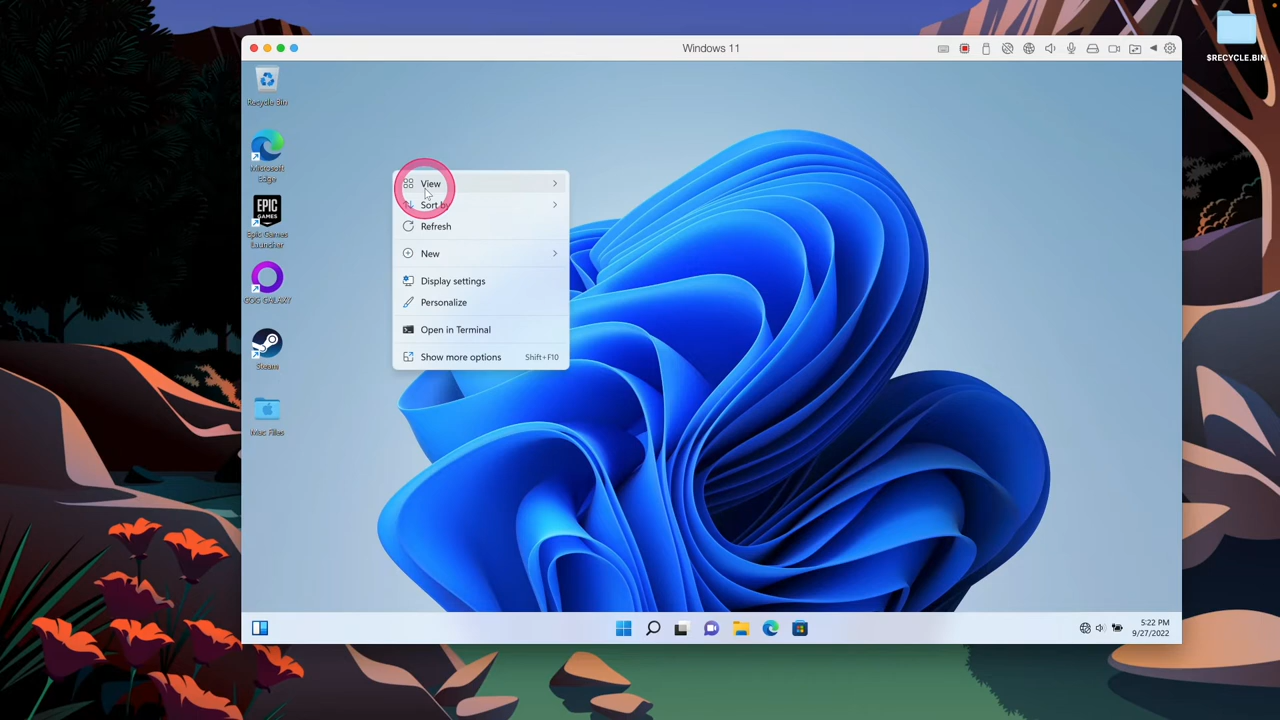 Windows 11
$RECYCLE.BIN
Recycle Bin
Microsoft
Edge
EPIC
GAMES
Epic Games
Launcher
GOG GALAXY
Steam
Mac Files
View
Sort by
Refresh
New
Display settings
Personalize
Open in Terminal
Show more options Shift+F10
5:22 PM
9/27/2022